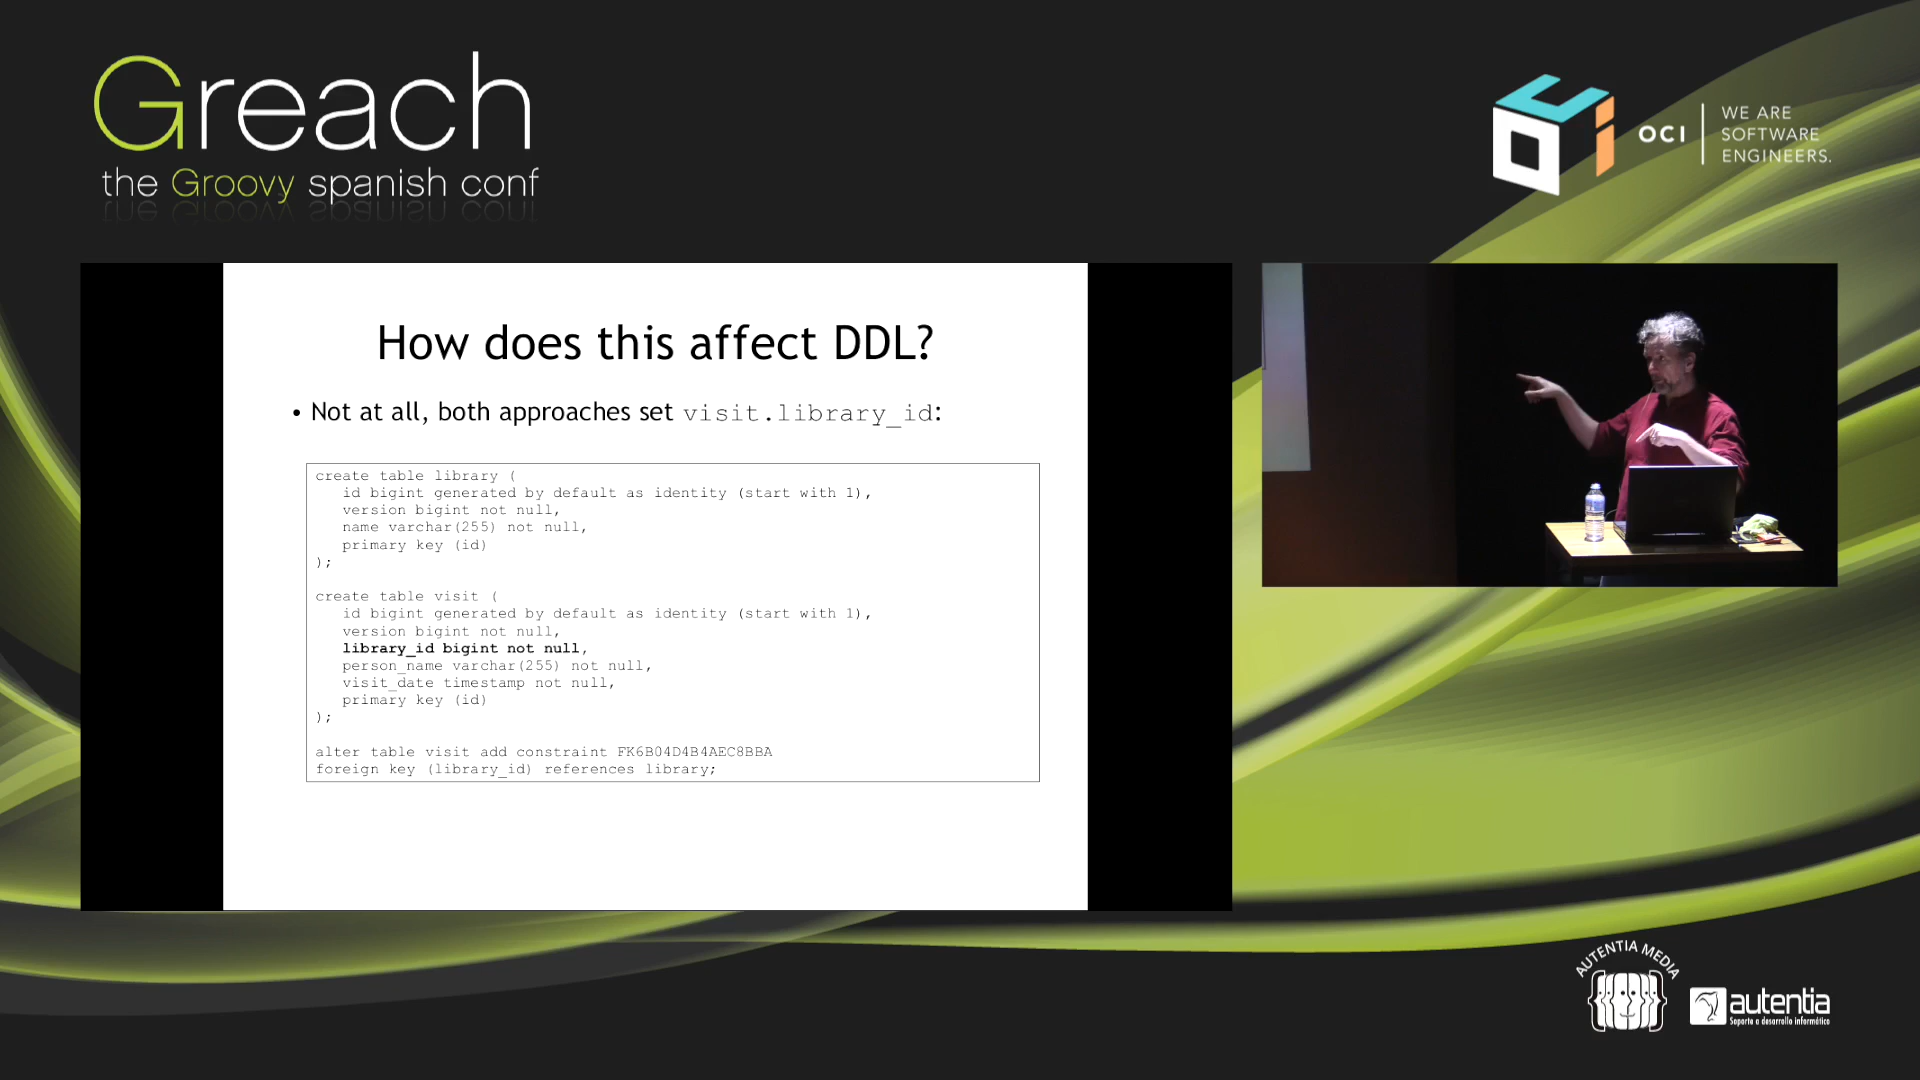 Greach
the Groovy spanish conf
OCI
WE ARE
SOFTWARE
ENGINEERS.
How does this affect DDL?
• Not at all, both approaches set visit.library_id:
create table library (
id bigint generated by default as identity (start with 1),
version bigint not null,
name varchar(255) not null,
primary key (id)
);
create table visit (
id bigint generated by default as identity (start with 1),
version bigint not null,
library_id bigint not null,
person_name varchar(255) not null,
visit_date timestamp not null,
primary key (id)
);
alter table visit add constraint FK6B04D4B4AEC8BBA
foreign key (library_id) references library;
AUTENTIA MEDIA
autentia
Soporte a desarrollo informático